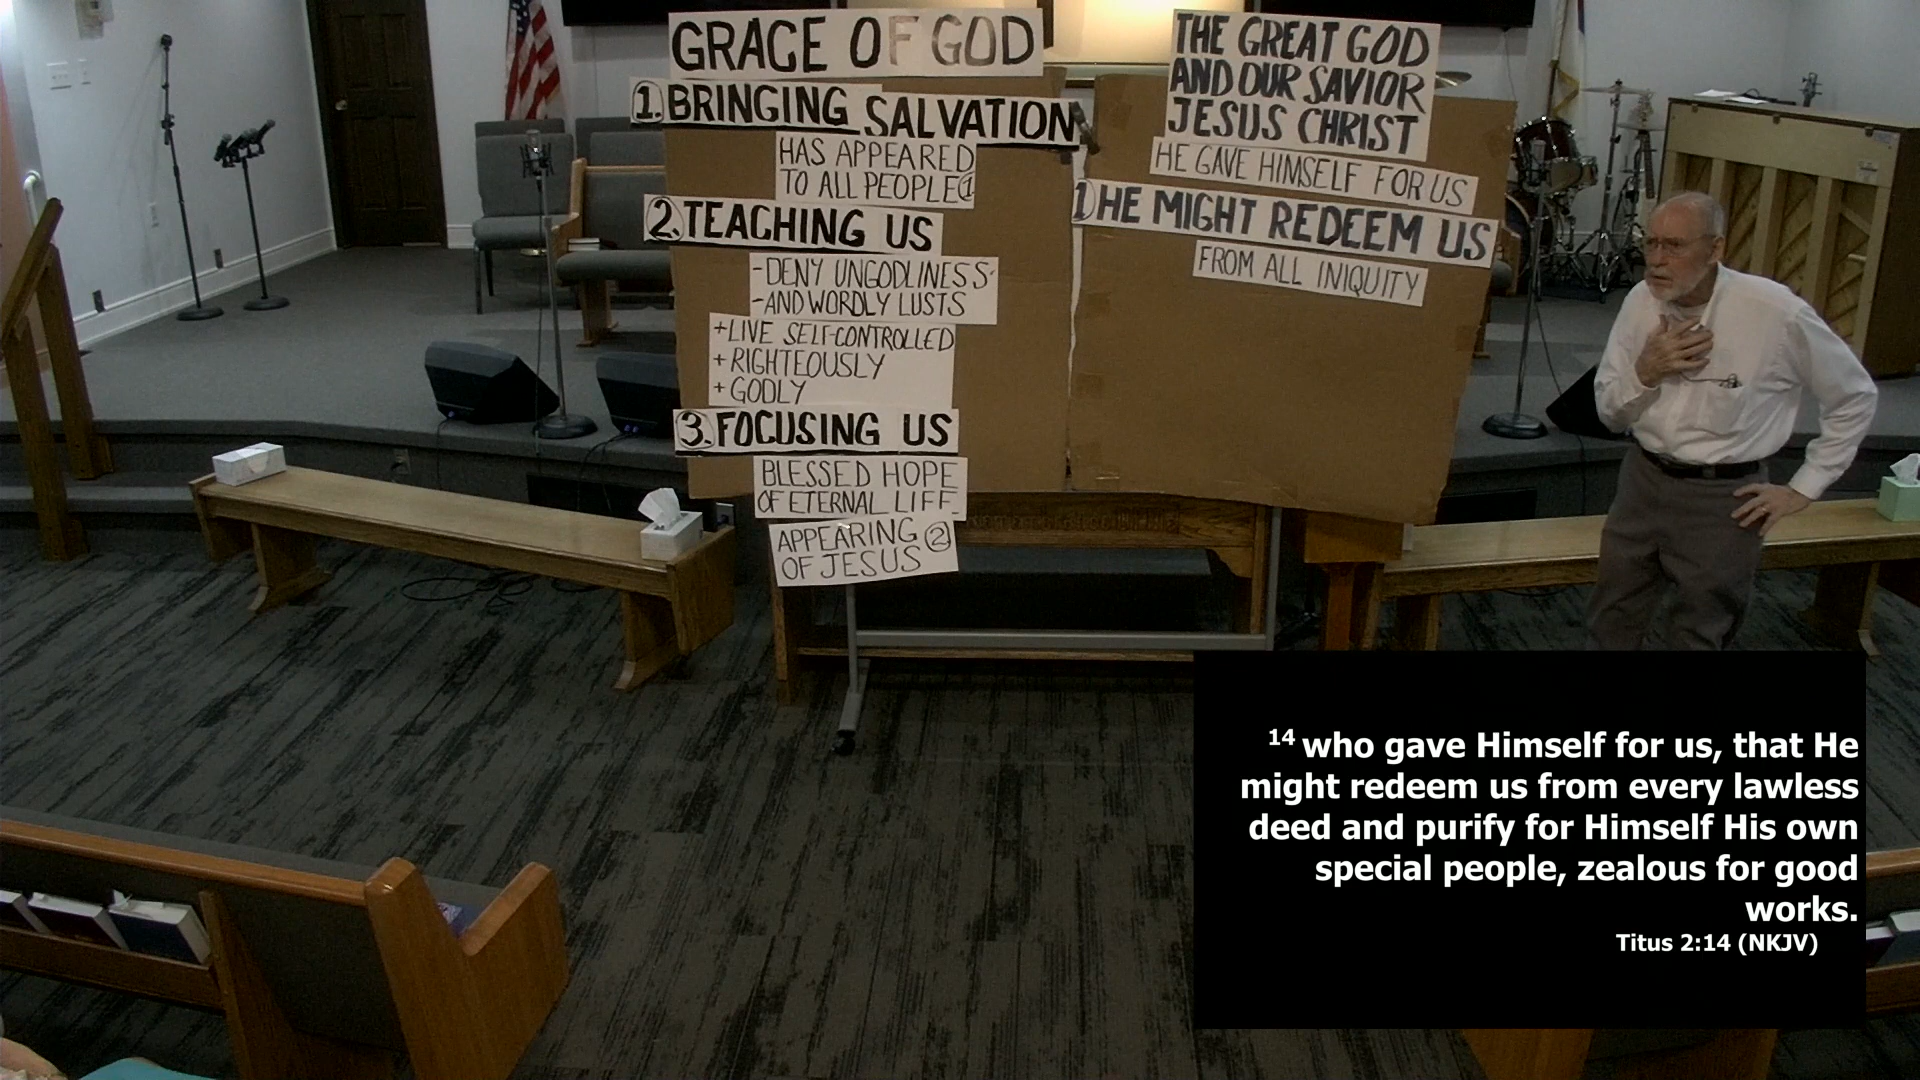 GRACE OF GOD
1. BRINGING SALVATION
HAS APPEARED
TO ALL PEOPLE 1
2. TEACHING US
-DENY UNGODLINESS
-AND WORDLY LUSTS
+LIVE SELF-CONTROLLED
+RIGHTEOUSLY
+GODLY
3. FOCUSING US
BLESSED HOPE
OF ETERNAL LIFE
APPEARING 2
OF JESUS
THE GREAT GOD
AND OUR SAVIOR
JESUS CHRIST
HE GAVE HIMSELF FOR US
1) HE MIGHT REDEEM US
FROM ALL INIQUITY
14 who gave Himself for us, that He
might redeem us from every lawless
deed and purify for Himself His own
special people, zealous for good
works.
Titus 2:14 (NKJV)